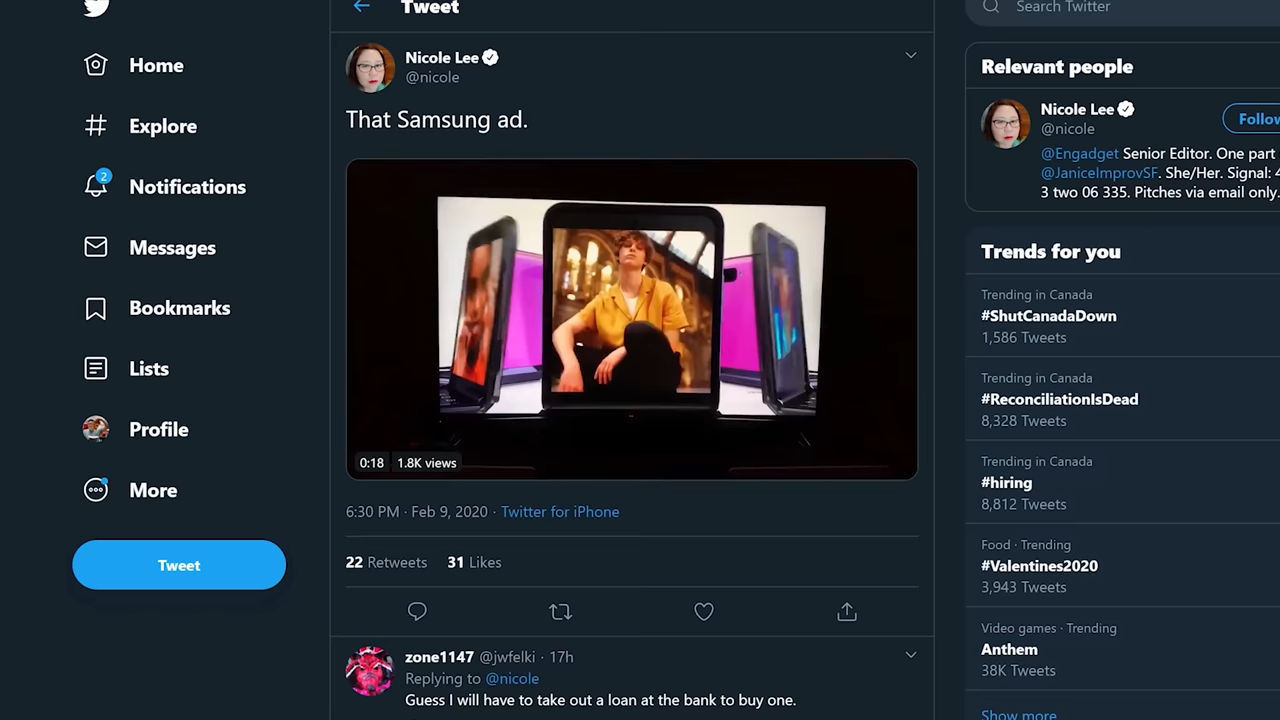 Home
Explore
2
Notifications
Messages
Bookmarks
Lists
Profile
More
Tweet
Tweet
Nicole Lee
@nicole
That Samsung ad.
0:18 1.8K views
6:30 PM · Feb 9, 2020 · Twitter for iPhone
22 Retweets 31 Likes
zone1147 @jwfelki · 17h
Replying to @nicole
Guess I will have to take out a loan at the bank to buy one.
Search Twitter
Relevant people
Nicole Lee
@nicole
Follow
@Engadget Senior Editor. One part
@JaniceImprovSF. She/Her. Signal: 4
3 two 06 335. Pitches via email only.
Trends for you
Trending in Canada
#ShutCanadaDown
1,586 Tweets
Trending in Canada
#ReconciliationIsDead
8,328 Tweets
Trending in Canada
#hiring
8,812 Tweets
Food · Trending
#Valentines2020
3,943 Tweets
Video games · Trending
Anthem
38K Tweets
Show more